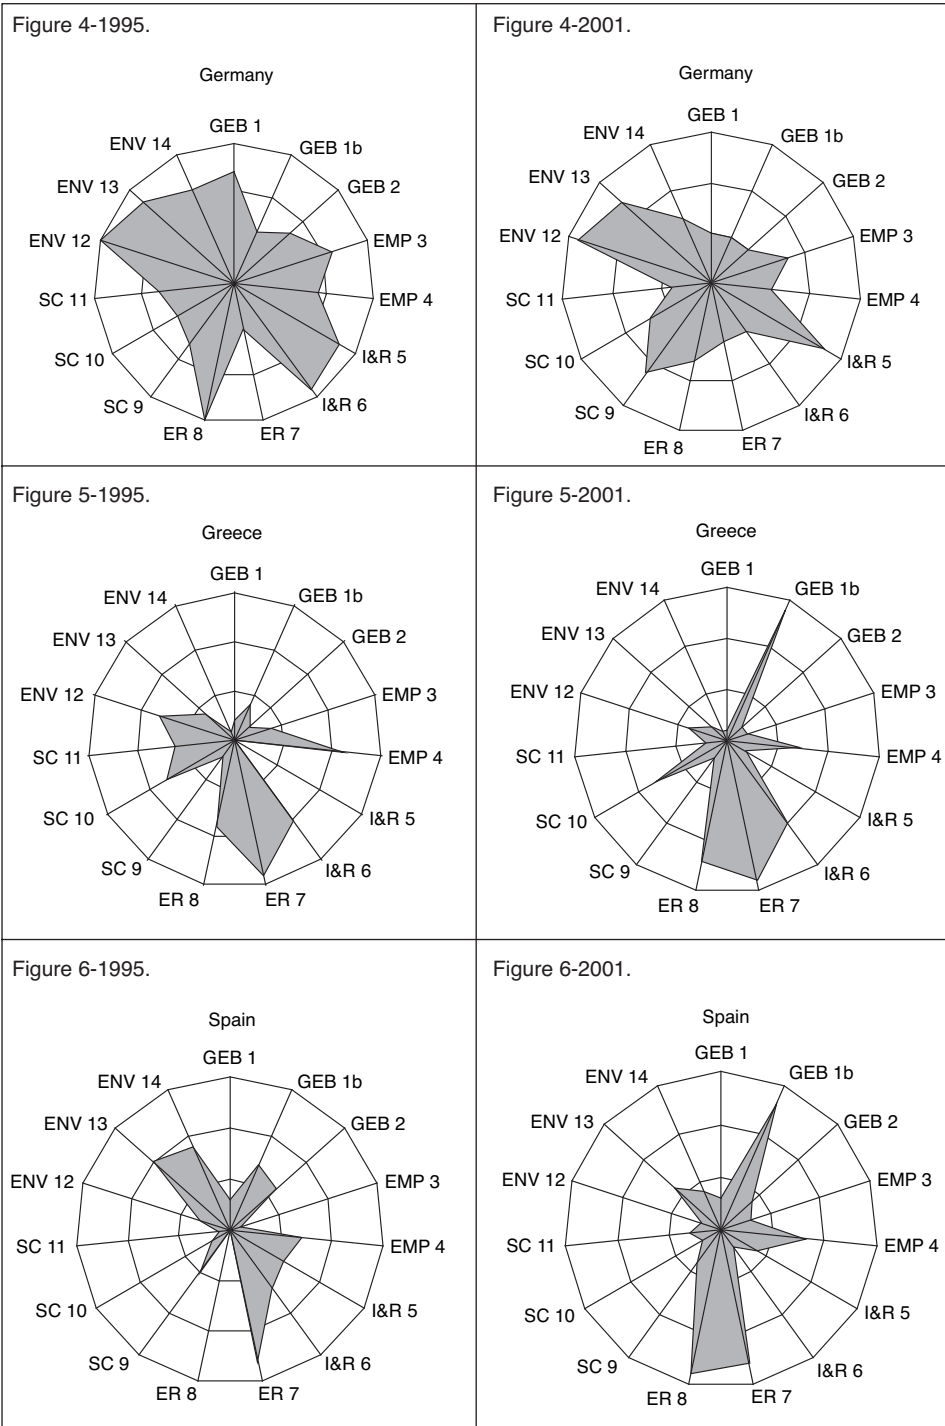 Figure 4-1995.
Germany
GEB 1
GEB 1b
GEB 2
EMP 3
EMP 4
I&R 5
I&R 6
ER 7
ER 8
SC 9
SC 10
SC 11
ENV 12
ENV 13
ENV 14
Figure 4-2001.
Germany
GEB 1
GEB 1b
GEB 2
EMP 3
EMP 4
I&R 5
I&R 6
ER 7
ER 8
SC 9
SC 10
SC 11
ENV 12
ENV 13
ENV 14
Figure 5-1995.
Greece
GEB 1
GEB 1b
GEB 2
EMP 3
EMP 4
I&R 5
I&R 6
ER 7
ER 8
SC 9
SC 10
SC 11
ENV 12
ENV 13
ENV 14
Figure 5-2001.
Greece
GEB 1
GEB 1b
GEB 2
EMP 3
EMP 4
I&R 5
I&R 6
ER 7
ER 8
SC 9
SC 10
SC 11
ENV 12
ENV 13
ENV 14
Figure 6-1995.
Spain
GEB 1
GEB 1b
GEB 2
EMP 3
EMP 4
I&R 5
I&R 6
ER 7
ER 8
SC 9
SC 10
SC 11
ENV 12
ENV 13
ENV 14
Figure 6-2001.
Spain
GEB 1
GEB 1b
GEB 2
EMP 3
EMP 4
I&R 5
I&R 6
ER 7
ER 8
SC 9
SC 10
SC 11
ENV 12
ENV 13
ENV 14